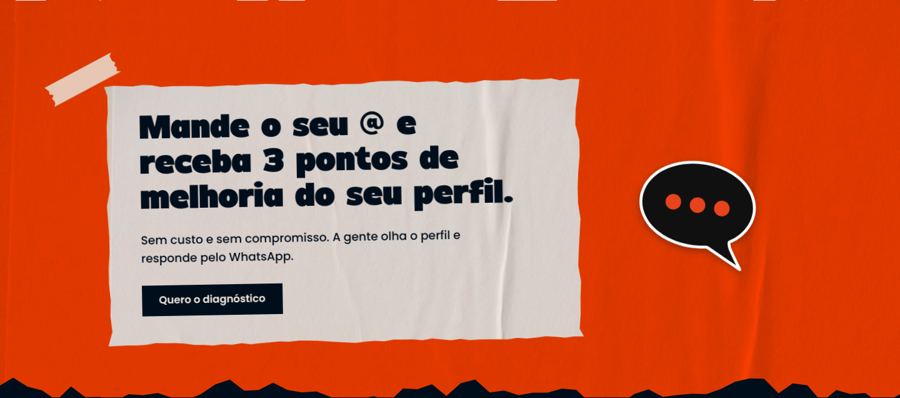 Mande o seu @ e
receba 3 pontos de
melhoria do seu perfil.
Sem custo e sem compromisso. A gente olha o perfil e
responde pelo WhatsApp.
Quero o diagnóstico